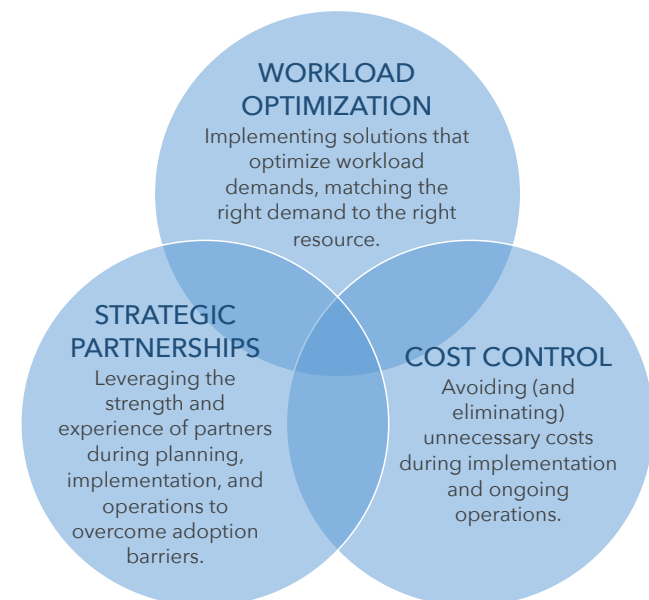 WORKLOAD
OPTIMIZATION
Implementing solutions that
optimize workload
demands, matching the
right demand to the right
resource.
STRATEGIC
PARTNERSHIPS
Leveraging the
strength and
experience of partners
during planning,
implementation, and
operations to
overcome adoption
barriers.
COST CONTROL
Avoiding (and
eliminating)
unnecessary costs
during implementation
and ongoing
operations.